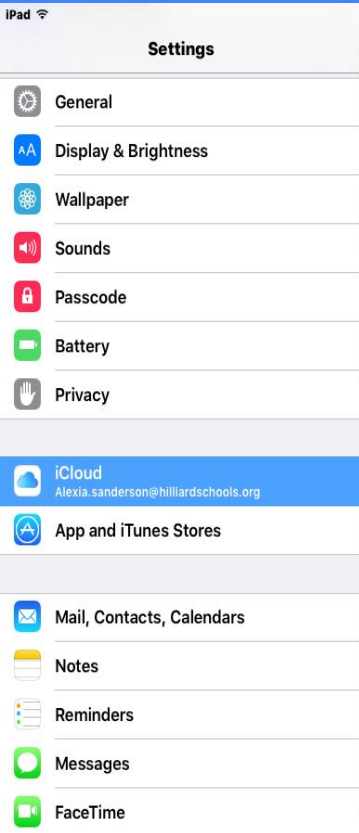 iPad
Settings
General
AA Display & Brightness
Wallpaper
Sounds
Passcode
Battery
Privacy
iCloud
Alexia.sanderson@hilliardschools.org
App and iTunes Stores
Mail, Contacts, Calendars
Notes
Reminders
Messages
FaceTime